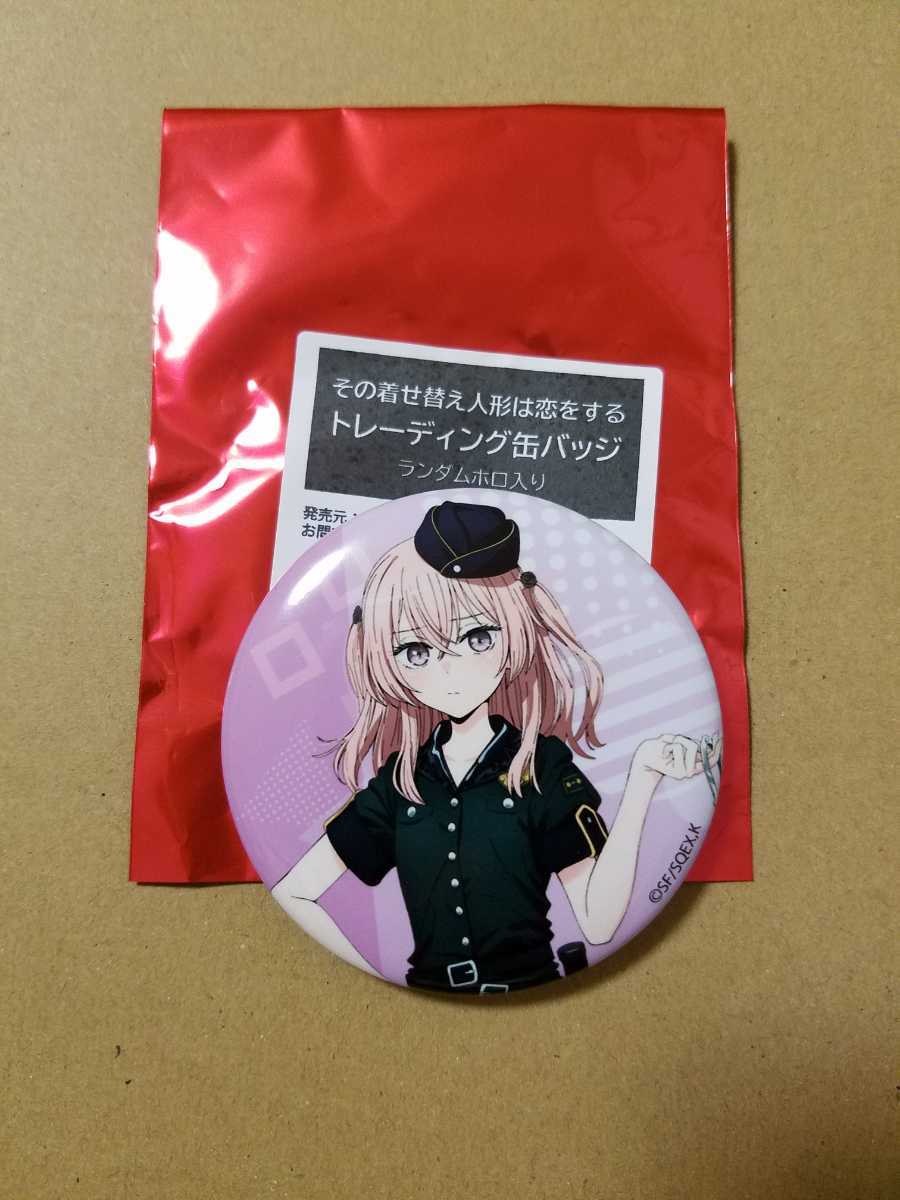 その着せ替え人形は恋をする
トレーディング缶バッジ
ランダムホロ入り
発売元：
お問
©SF/SQEX,K